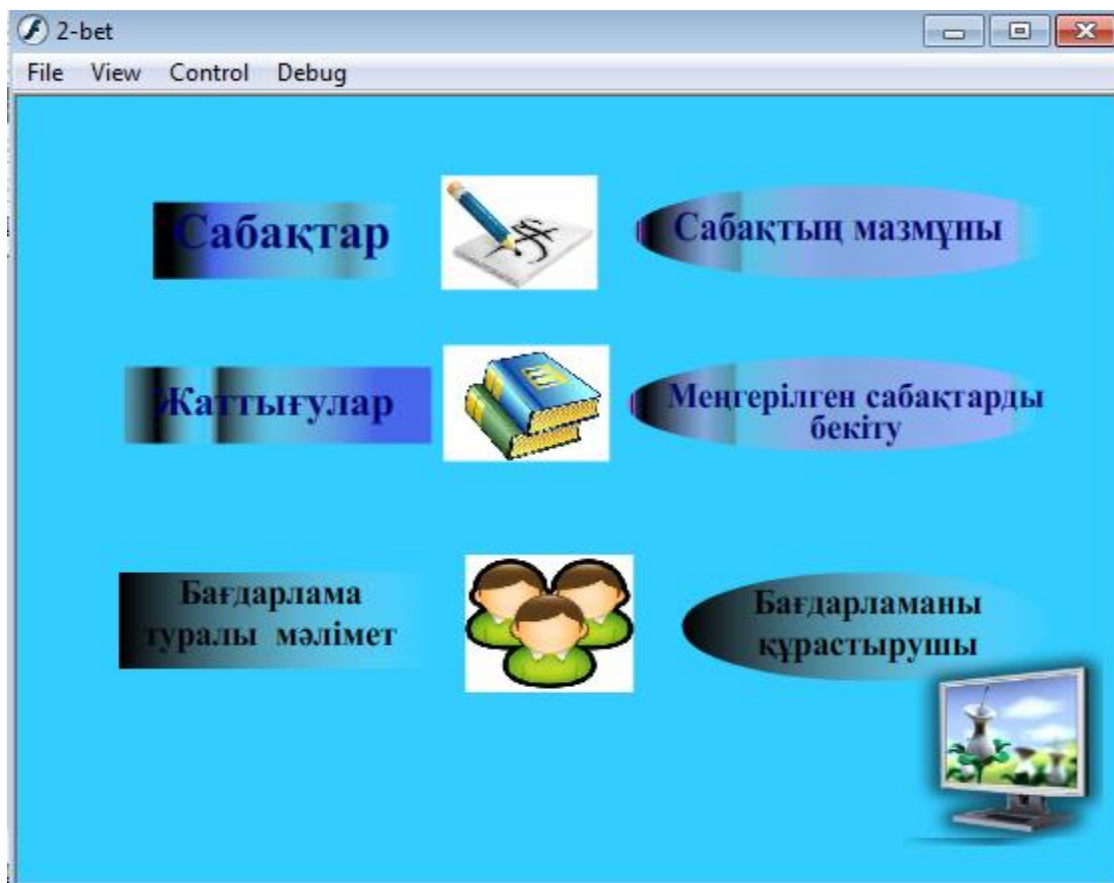 2-bet
File View Control Debug
Сабақтар
Сабақтың мазмұны
Жаттығулар
Меңгерілген сабақтарды
бекіту
Бағдарлама
туралы мәлімет
Бағдарламаны
құрастырушы